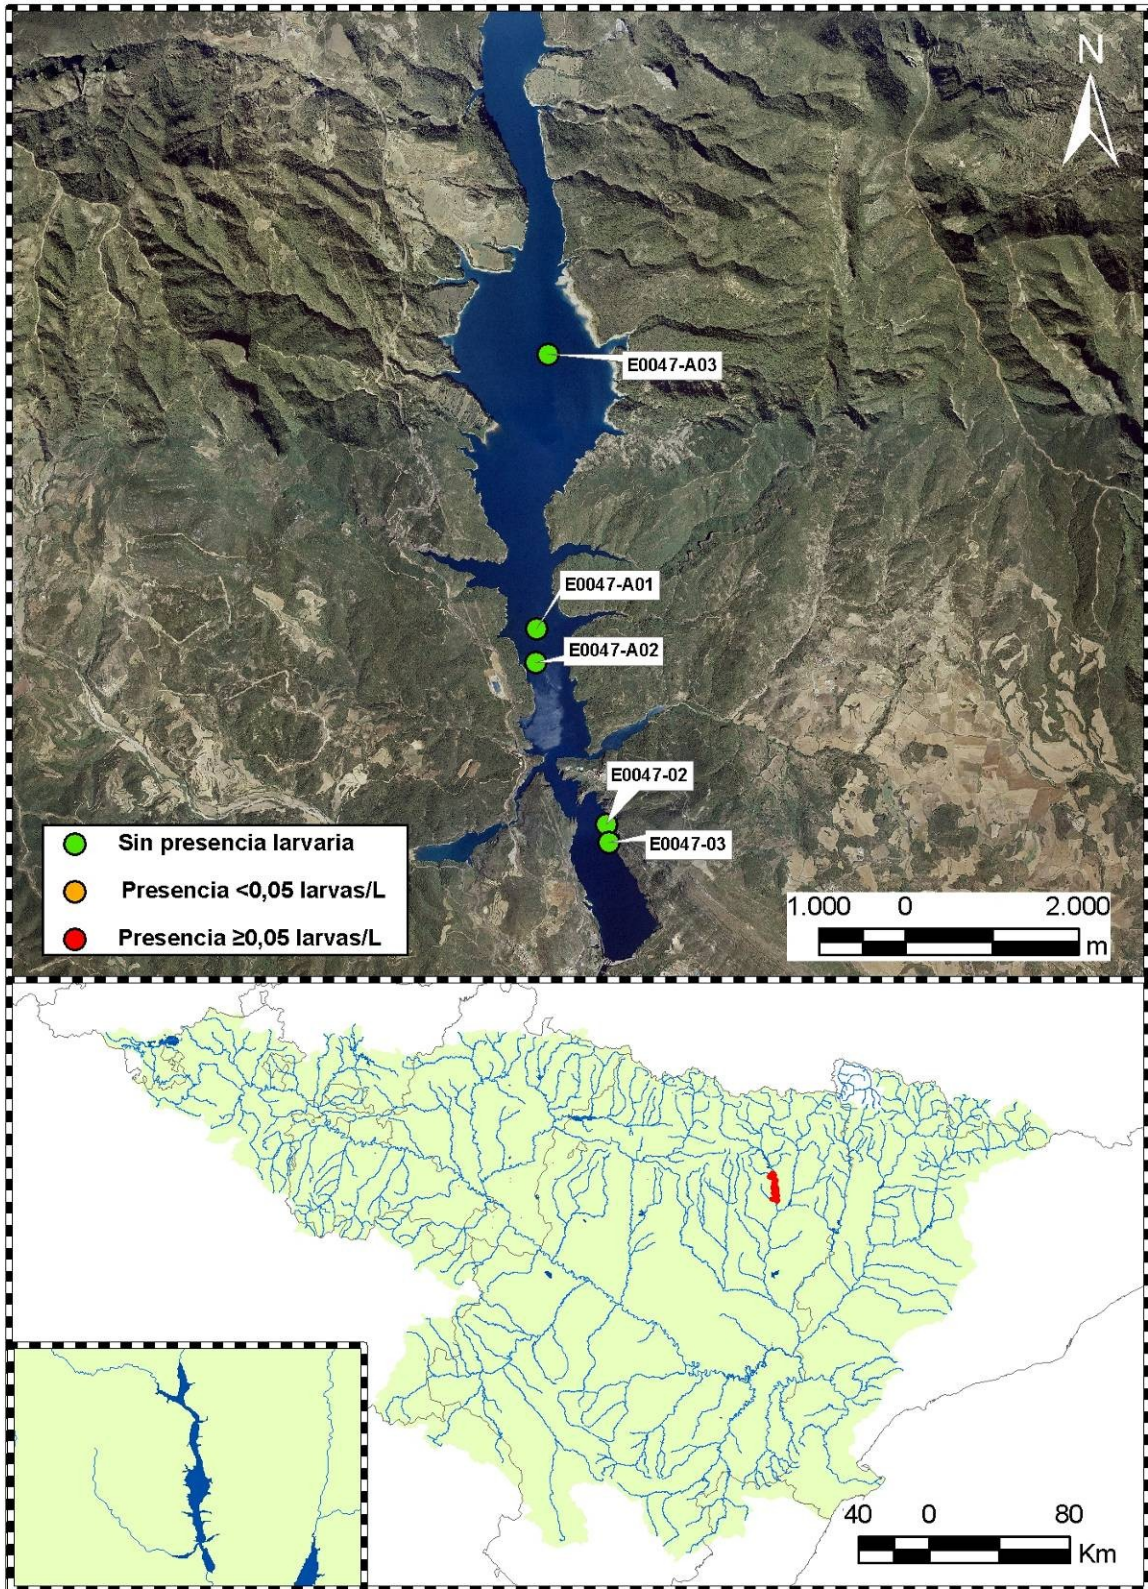 N
E0047-A03
E0047-A01
E0047-A02
E0047-02
E0047-03
Sin presencia larvaria
Presencia <0,05 larvas/L
Presencia ≥0,05 larvas/L
1.000 0 2.000
m
40 0 80
Km